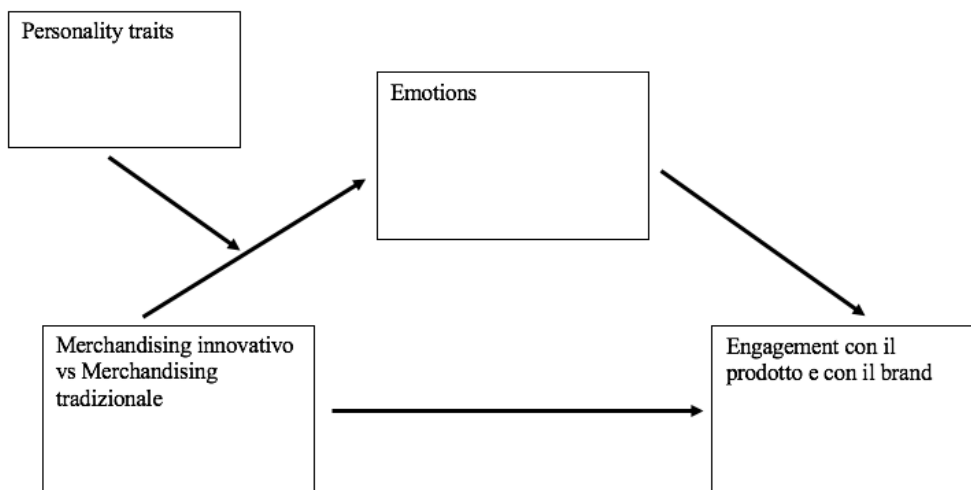 Personality traits
Emotions
Merchandising innovativo
vs Merchandising
tradizionale
Engagement con il
prodotto e con il brand